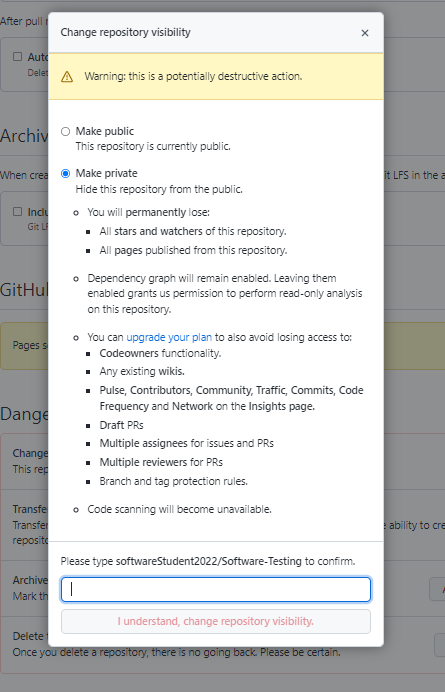 After pull r
Change repository visibility
×
Auto
Dele
Warning: this is a potentially destructive action.
Make public
This repository is currently public.
Archiv
Make private
Hide this repository from the public.
When crea
it LFS in the a
You will permanently lose:
Inclu
Git LF
All stars and watchers of this repository.
All pages published from this repository.
Dependency graph will remain enabled. Leaving them
enabled grants us permission to perform read-only analysis
on this repository.
GitHul
You can upgrade your plan to also avoid losing access to:
Pages se
Codeowners functionality.
Any existing wikis.
Pulse, Contributors, Community, Traffic, Commits, Code
Frequency and Network on the Insights page.
Dange
Draft PRs
Multiple assignees for issues and PRs
Change
This rep
Multiple reviewers for PRs
Branch and tag protection rules.
Transfe
Code scanning will become unavailable.
Transfer
ability to cre
reposito
Please type softwareStudent2022/Software-Testing to confirm.
Archive
Mark th
I understand, change repository visibility.
Delete t
Once you delete a repository, there is no going back. Please be certain.